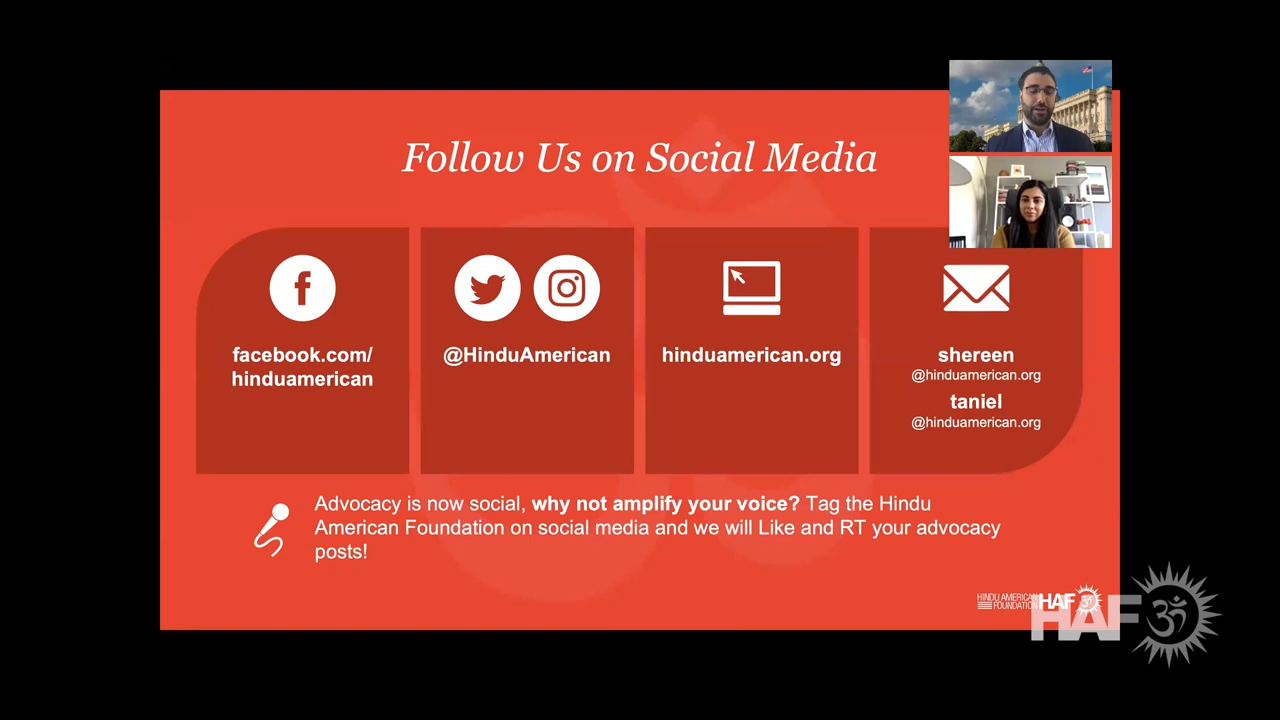 Follow Us on Social Media
facebook.com/
hinduamerican
@HinduAmerican
hinduamerican.org
shereen
@hinduamerican.org
taniel
@hinduamerican.org
Advocacy is now social, why not amplify your voice? Tag the Hindu
American Foundation on social media and we will Like and RT your advocacy
posts!
HINDU AMERICAN
FOUNDATION
HAF
HAF ॐ